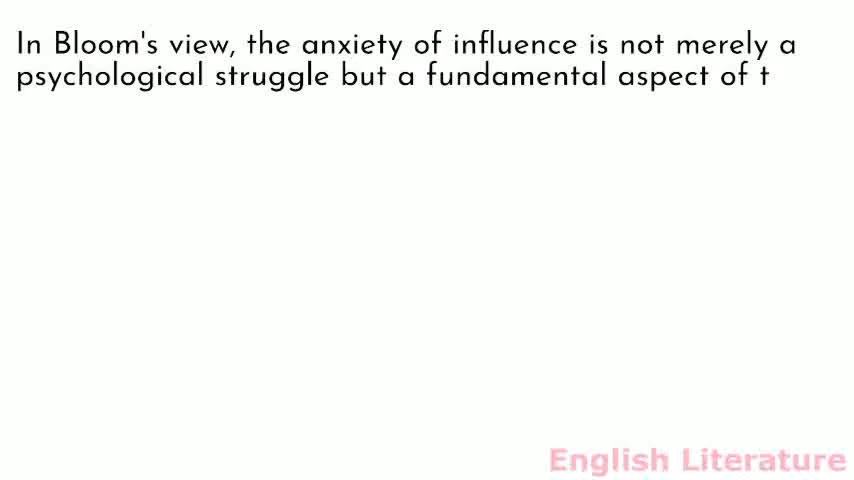 In Bloom's view, the anxiety of influence is not merely a
psychological struggle but a fundamental aspect of t
English Literature